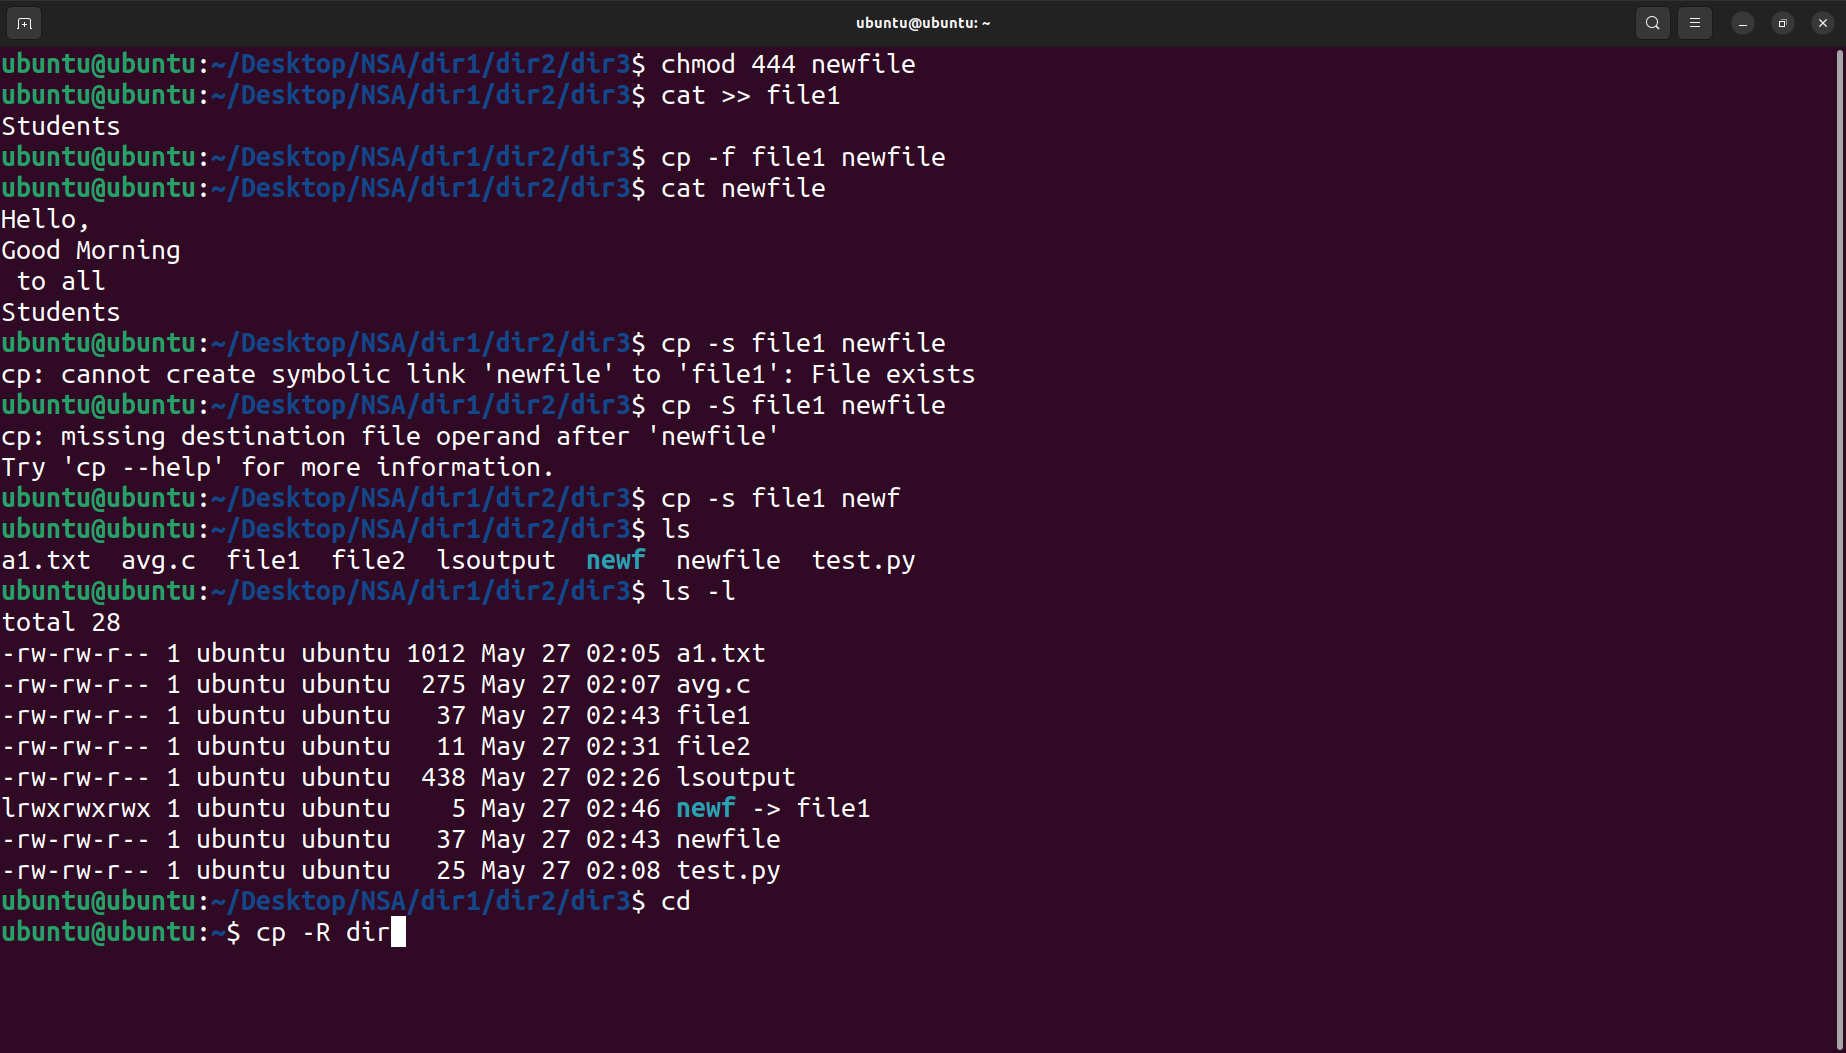 ubuntu@ubuntu: ~
ubuntu@ubuntu:~/Desktop/NSA/dir1/dir2/dir3$ chmod 444 newfile
ubuntu@ubuntu:~/Desktop/NSA/dir1/dir2/dir3$ cat >> file1
Students
ubuntu@ubuntu:~/Desktop/NSA/dir1/dir2/dir3$ cp -f file1 newfile
ubuntu@ubuntu:~/Desktop/NSA/dir1/dir2/dir3$ cat newfile
Hello,
Good Morning
 to all
Students
ubuntu@ubuntu:~/Desktop/NSA/dir1/dir2/dir3$ cp -s file1 newfile
cp: cannot create symbolic link 'newfile' to 'file1': File exists
ubuntu@ubuntu:~/Desktop/NSA/dir1/dir2/dir3$ cp -S file1 newfile
cp: missing destination file operand after 'newfile'
Try 'cp --help' for more information.
ubuntu@ubuntu:~/Desktop/NSA/dir1/dir2/dir3$ cp -s file1 newf
ubuntu@ubuntu:~/Desktop/NSA/dir1/dir2/dir3$ ls
a1.txt  avg.c  file1  file2  lsoutput  newf  newfile  test.py
ubuntu@ubuntu:~/Desktop/NSA/dir1/dir2/dir3$ ls -l
total 28
-rw-rw-r-- 1 ubuntu ubuntu 1012 May 27 02:05 a1.txt
-rw-rw-r-- 1 ubuntu ubuntu  275 May 27 02:07 avg.c
-rw-rw-r-- 1 ubuntu ubuntu   37 May 27 02:43 file1
-rw-rw-r-- 1 ubuntu ubuntu   11 May 27 02:31 file2
-rw-rw-r-- 1 ubuntu ubuntu  438 May 27 02:26 lsoutput
lrwxrwxrwx 1 ubuntu ubuntu    5 May 27 02:46 newf -> file1
-rw-rw-r-- 1 ubuntu ubuntu   37 May 27 02:43 newfile
-rw-rw-r-- 1 ubuntu ubuntu   25 May 27 02:08 test.py
ubuntu@ubuntu:~/Desktop/NSA/dir1/dir2/dir3$ cd
ubuntu@ubuntu:~$ cp -R dir